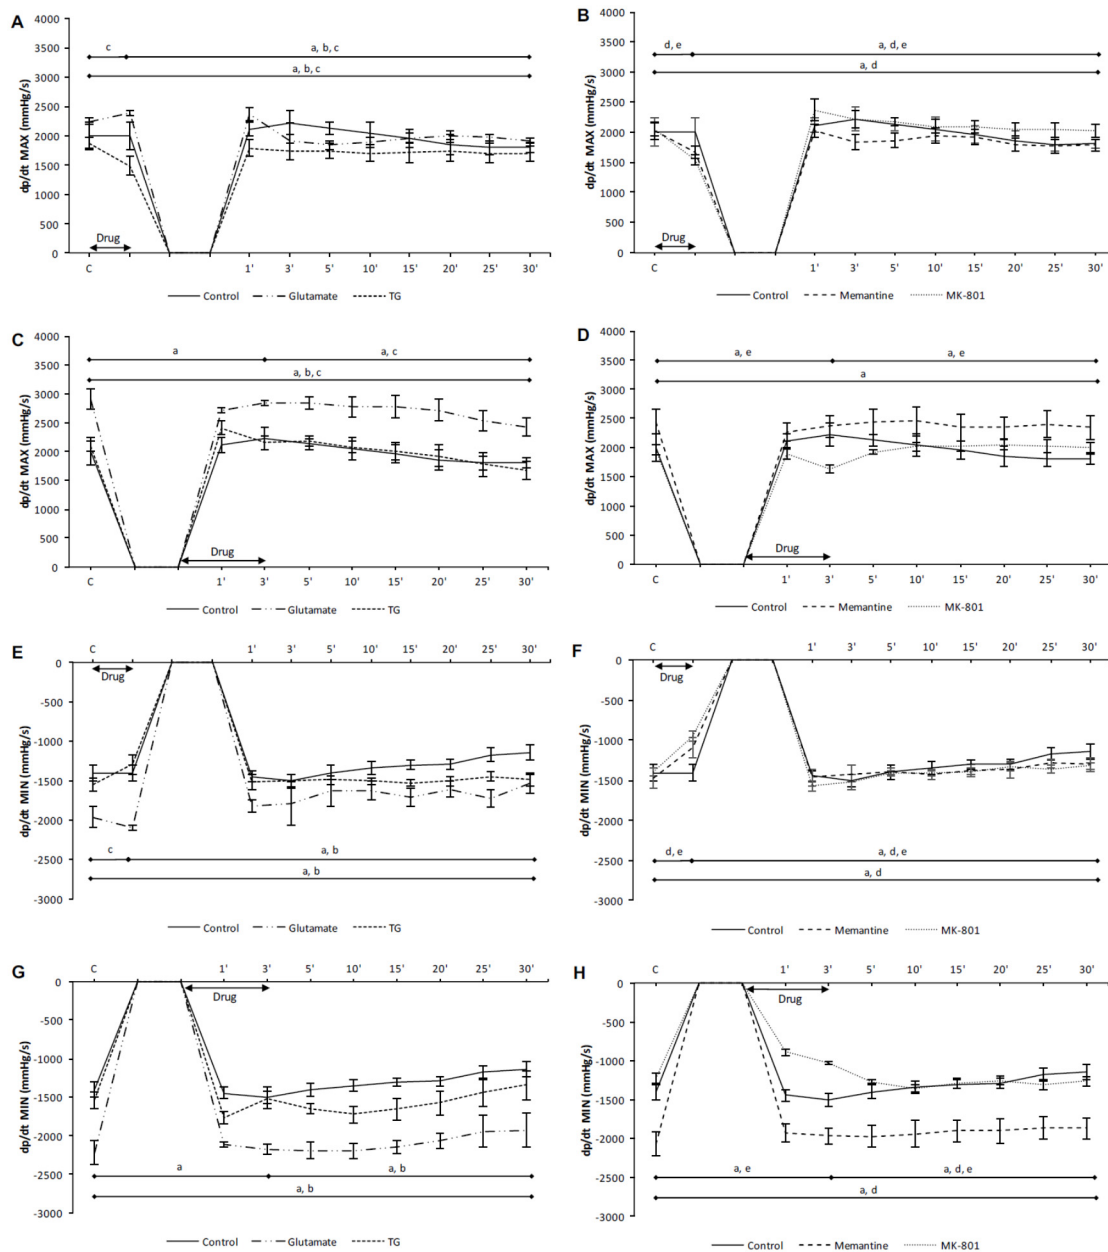 A
dp/dt MAX (mmHg/s)
4000
3500
3000
2500
2000
1500
1000
500
0
c
a, b, c
a, b, c
Drug
C
1' 3' 5' 10' 15' 20' 25' 30'
Control Glutamate TG
B
dp/dt MAX (mmHg/s)
4000
3500
3000
2500
2000
1500
1000
500
0
d, e
a, d, e
a, d
Drug
C
1' 3' 5' 10' 15' 20' 25' 30'
Control Memantine MK-801
C
dp/dt MAX (mmHg/s)
4000
3500
3000
2500
2000
1500
1000
500
0
a
a, c
a, b, c
Drug
C
1' 3' 5' 10' 15' 20' 25' 30'
Control Glutamate TG
D
dp/dt MAX (mmHg/s)
4000
3500
3000
2500
2000
1500
1000
500
0
a, e
a, e
a
Drug
C
1' 3' 5' 10' 15' 20' 25' 30'
Control Memantine MK-801
E
dp/dt MIN (mmHg/s)
C
1' 3' 5' 10' 15' 20' 25' 30'
0
-500
-1000
-1500
-2000
-2500
-3000
Drug
c
a, b
a, b
Control Glutamate TG
F
dp/dt MIN (mmHg/s)
C
1' 3' 5' 10' 15' 20' 25' 30'
0
-500
-1000
-1500
-2000
-2500
-3000
Drug
d, e
a, d, e
a, d
Control Memantine MK-801
G
dp/dt MIN (mmHg/s)
C
1' 3' 5' 10' 15' 20' 25' 30'
0
-500
-1000
-1500
-2000
-2500
-3000
Drug
a
a, b
a, b
Control Glutamate TG
H
dp/dt MIN (mmHg/s)
C
1' 3' 5' 10' 15' 20' 25' 30'
0
-500
-1000
-1500
-2000
-2500
-3000
Drug
a, e
a, d, e
a, d
Control Memantine MK-801